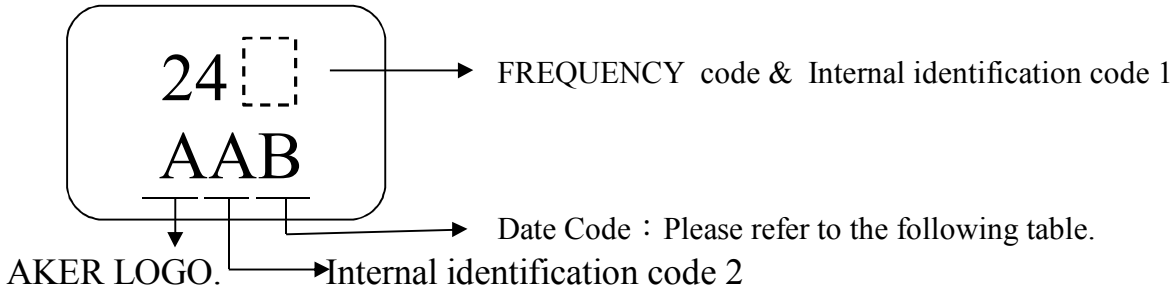 24
FREQUENCY code & Internal identification code 1
AAB
Date Code：Please refer to the following table.
AKER LOGO.
Internal identification code 2